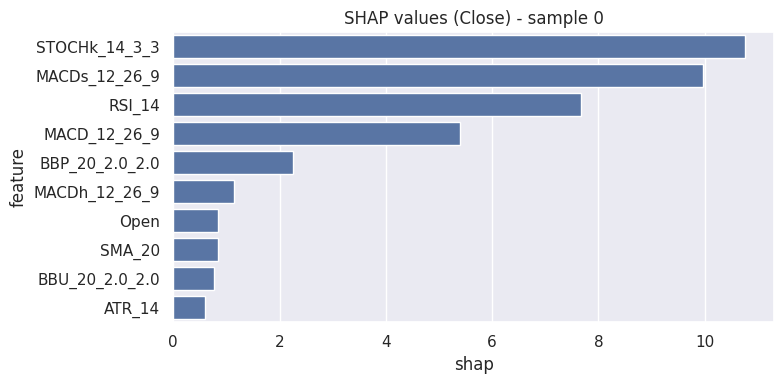 SHAP values (Close) - sample 0
feature
STOCHk_14_3_3
MACDs_12_26_9
RSI_14
MACD_12_26_9
BBP_20_2.0_2.0
MACDh_12_26_9
Open
SMA_20
BBU_20_2.0_2.0
ATR_14
0 2 4 6 8 10
shap